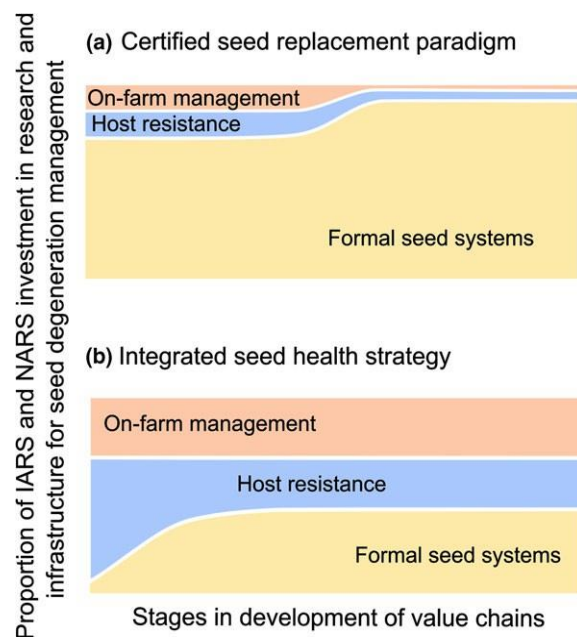 Proportion of IARS and NARS investment in research and
infrastructure for seed degeneration management
(a) Certified seed replacement paradigm
On-farm management
Host resistance
Formal seed systems
(b) Integrated seed health strategy
On-farm management
Host resistance
Formal seed systems
Stages in development of value chains